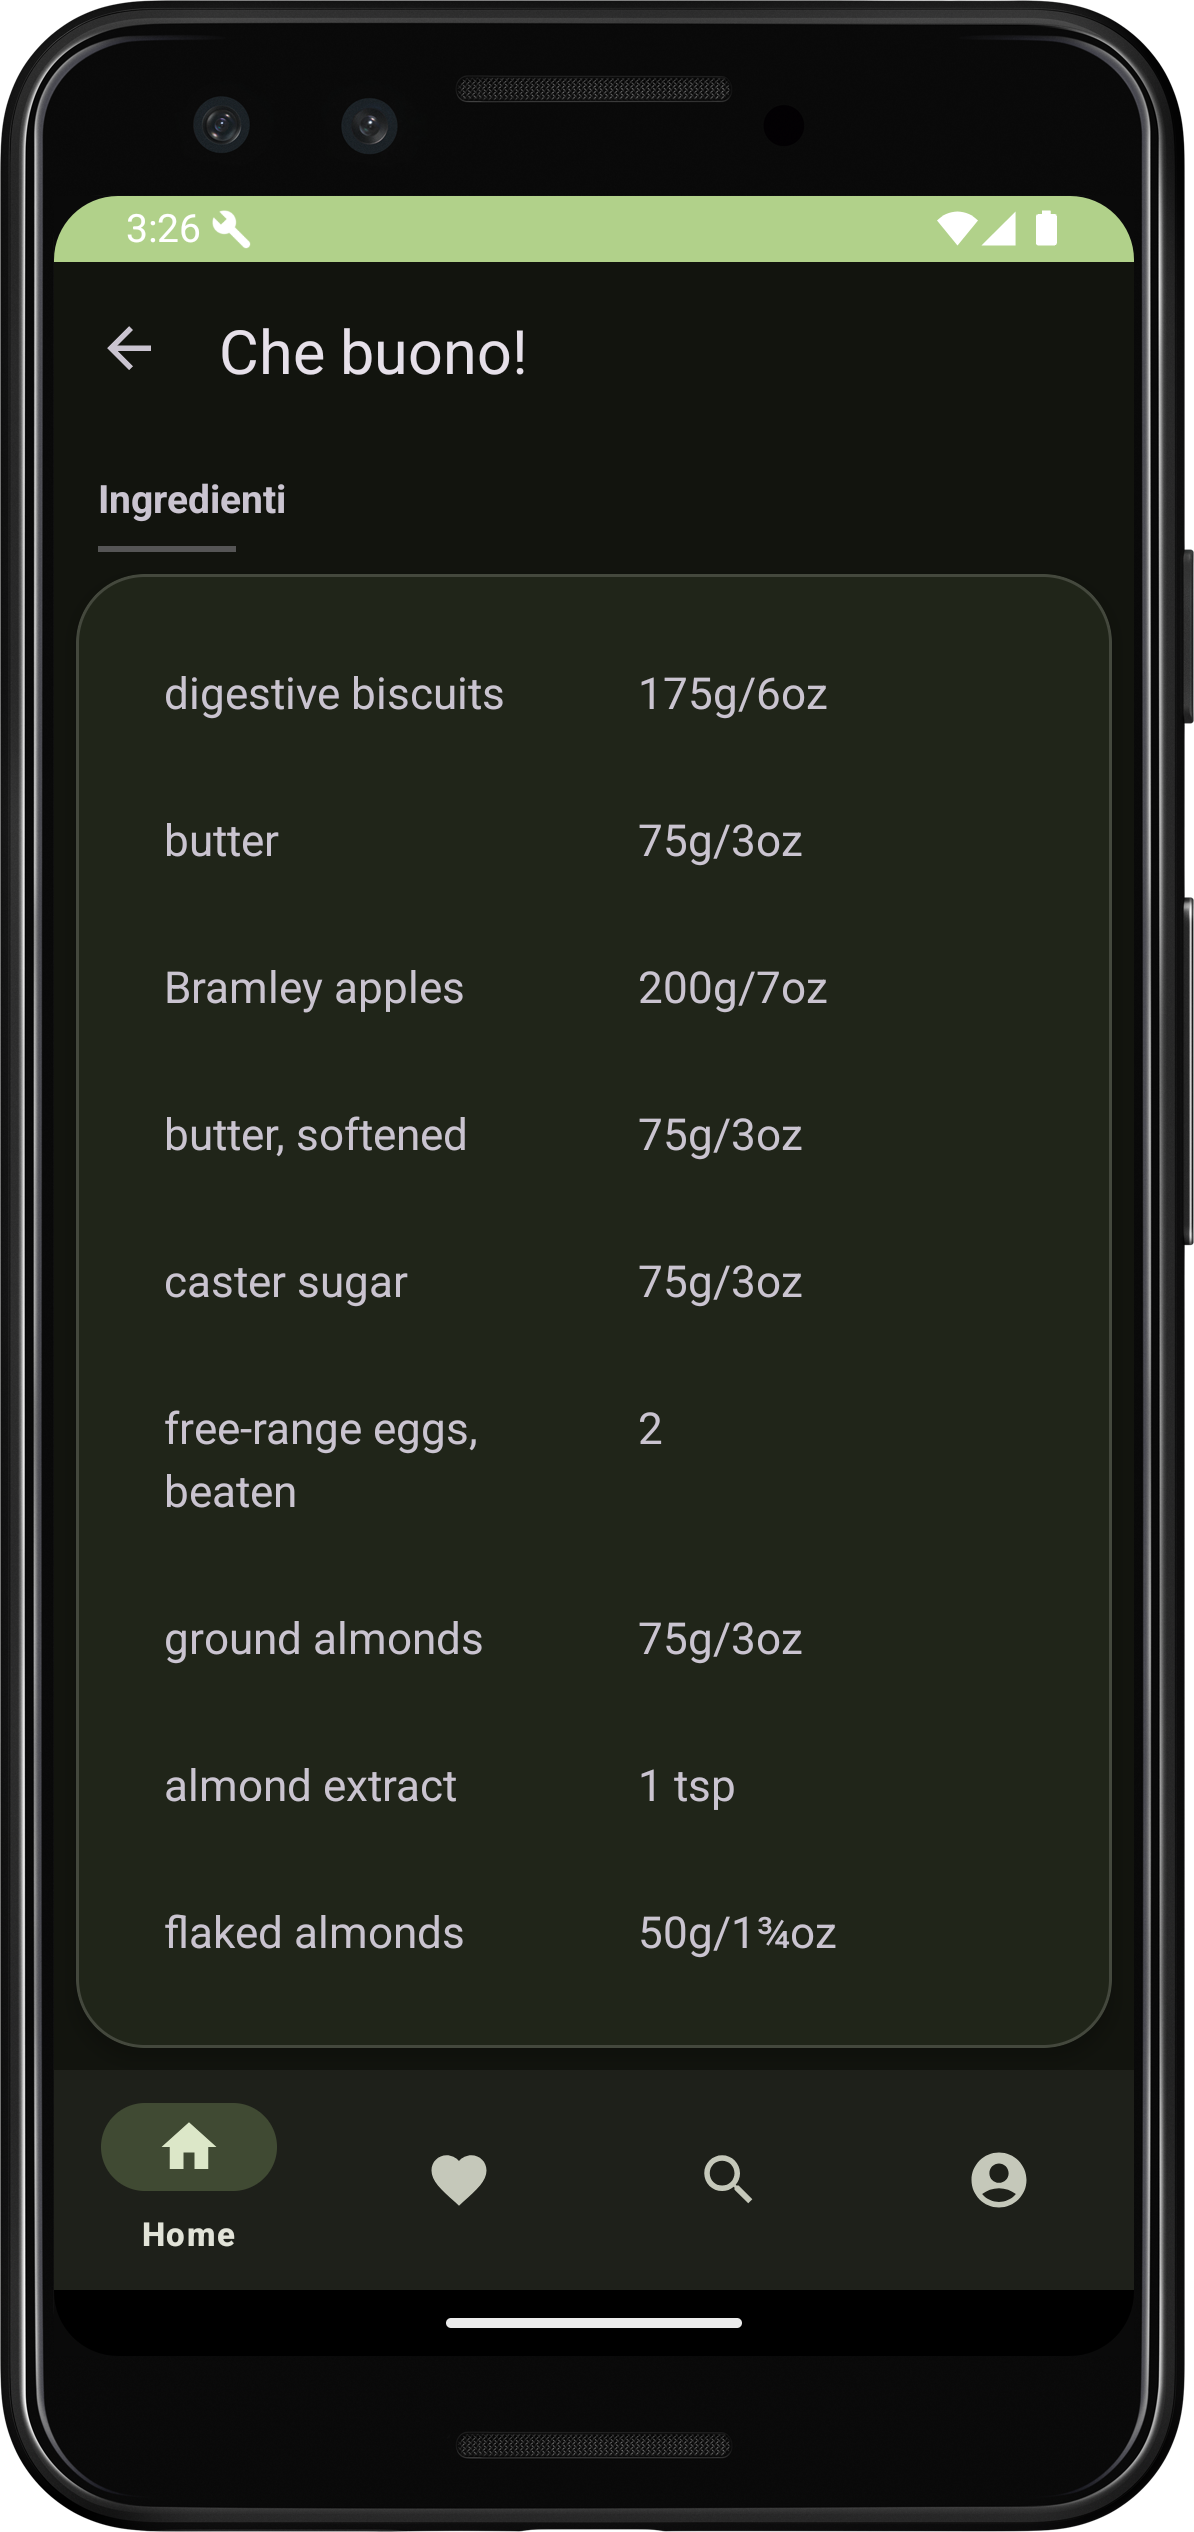 3:26
Che buono!
Ingredienti
digestive biscuits 175g/6oz
butter 75g/3oz
Bramley apples 200g/7oz
butter, softened 75g/3oz
caster sugar 75g/3oz
free-range eggs, 2
beaten
ground almonds 75g/3oz
almond extract 1 tsp
flaked almonds 50g/1¾oz
Home